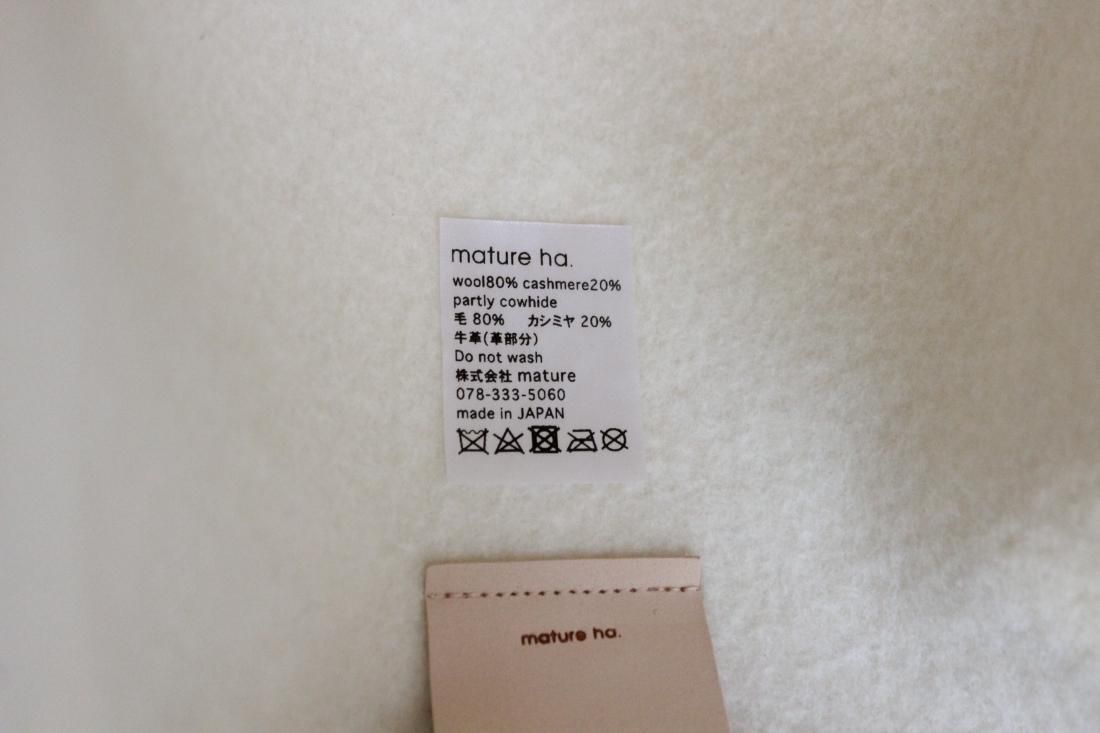 mature ha.
wool80% cashmere20%
partly cowhide
毛 80% カシミヤ 20%
牛革(革部分)
Do not wash
株式会社 mature
078-333-5060
made in JAPAN
mature ha.